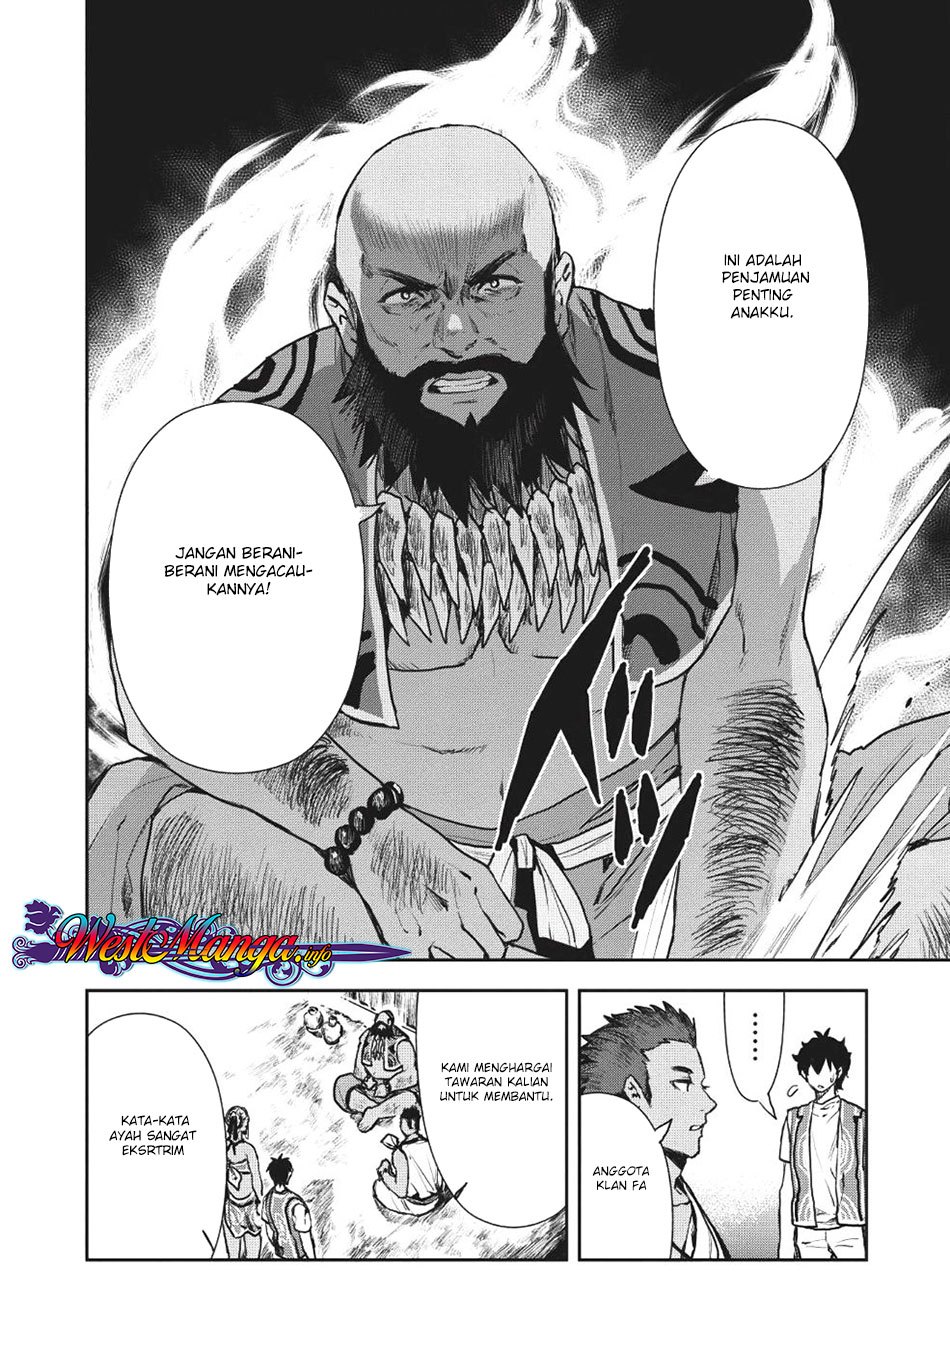 INI ADALAH
PENJAMUAN
PENTING
ANAKKU.
JANGAN BERANI-
BERANI MENGACAU-
KANNYA!
WestManga.info
ANGGOTA
KLAN FA
KAMI MENGHARGAI
TAWARAN KALIAN
UNTUK MEMBANTU.
KATA-KATA
AYAH SANGAT
EKSRTRIM